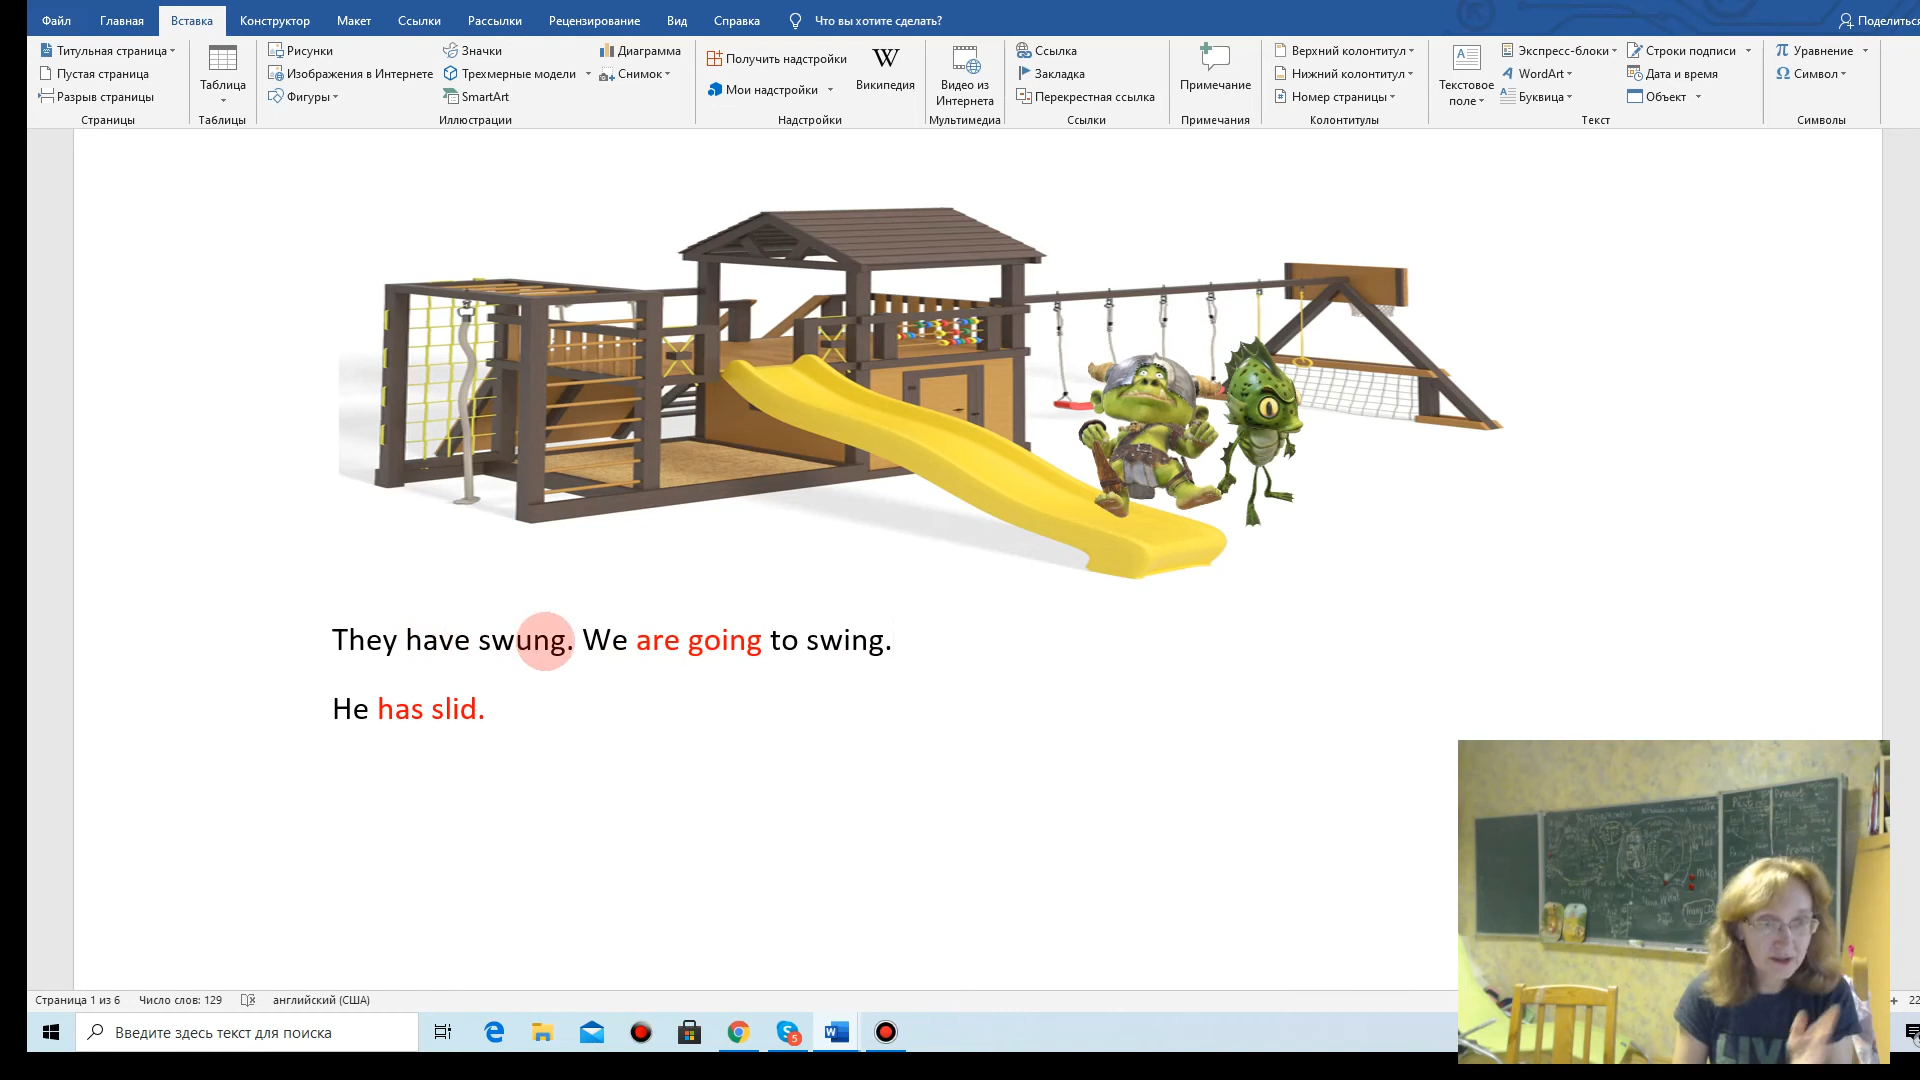 Файл Главная Вставка Конструктор Макет Ссылки Рассылки Рецензирование Вид Справка Что вы хотите сделать? Поделиться
Титульная страница
Пустая страница
Разрыв страницы
Страницы
Таблица
Таблицы
Рисунки
Изображения в Интернете
Фигуры
Значки
Трехмерные модели
SmartArt
Диаграмма
Снимок
Иллюстрации
Получить надстройки
Мои надстройки
W
Википедия
Надстройки
Видео из
Интернета
Мультимедиа
Ссылка
Закладка
Перекрестная ссылка
Ссылки
Примечание
Примечания
Верхний колонтитул
Нижний колонтитул
Номер страницы
Колонтитулы
Текстовое
поле
Экспресс-блоки
WordArt
Буквица
Строки подписи
Дата и время
Объект
Текст
Уравнение
Символ
Символы
They have swung. We are going to swing.
He has slid.
Страница 1 из 6 Число слов: 129 английский (США)
22
Введите здесь текст для поиска
5
LIVE